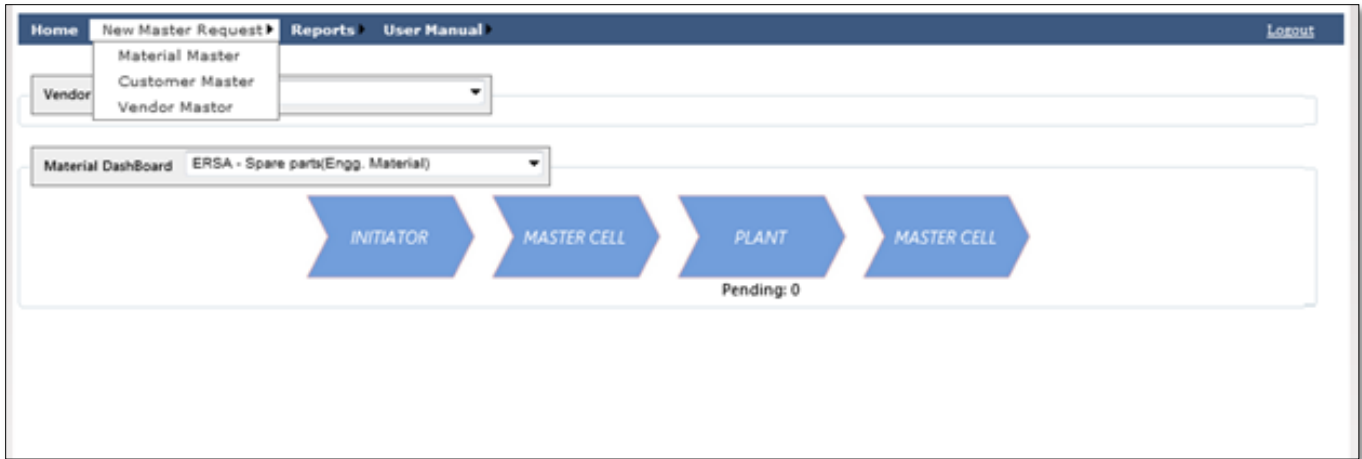 Home New Master Request Reports User Manual Logout
Material Master
Customer Master
Vendor Mastor
Vendor
Material DashBoard ERSA - Spare parts(Engg. Material)
INITIATOR MASTER CELL PLANT MASTER CELL
Pending: 0